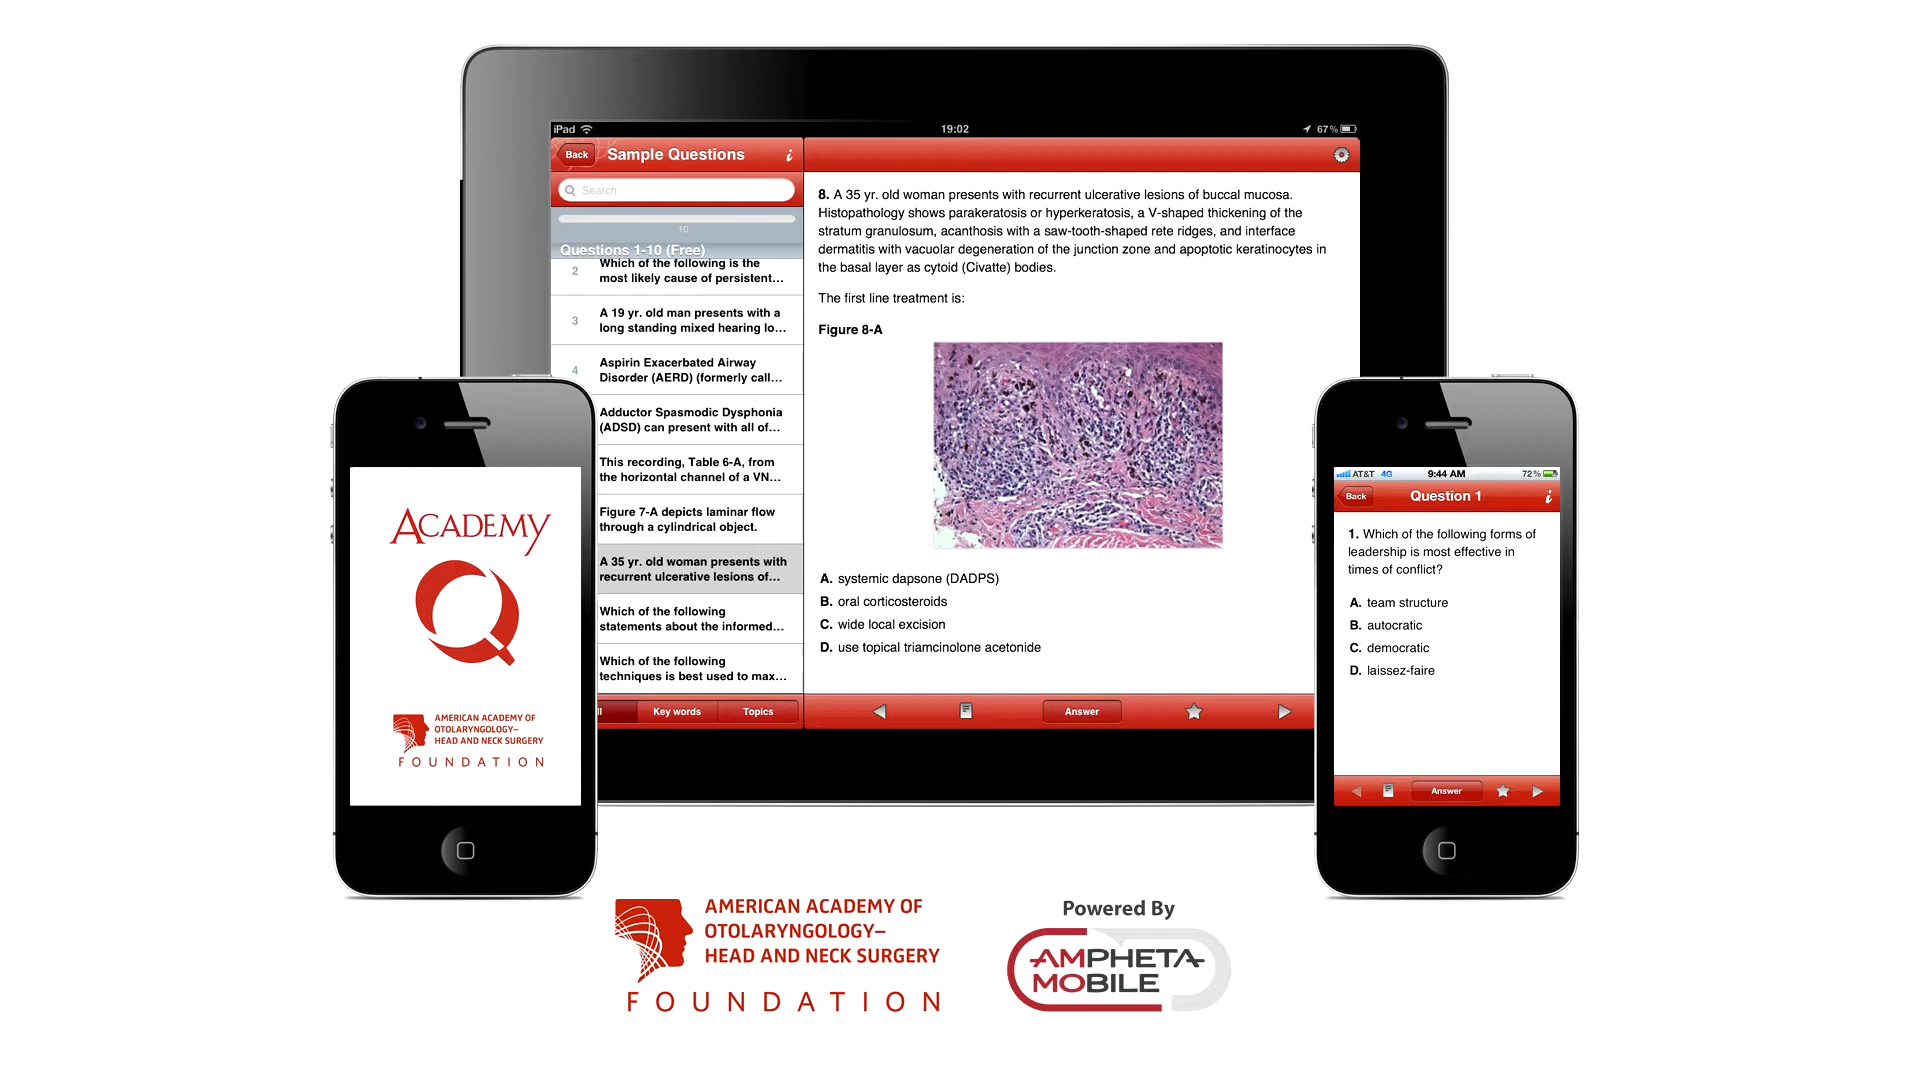 iPad
19:02
67%
Back
Sample Questions
i
Search
10
Questions 1-10 (Free)
2
Which of the following is the
most likely cause of persistent...
3
A 19 yr. old man presents with a
long standing mixed hearing lo...
4
Aspirin Exacerbated Airway
Disorder (AERD) (formerly call...
Adductor Spasmodic Dysphonia
(ADSD) can present with all of...
This recording, Table 6-A, from
the horizontal channel of a VN...
Figure 7-A depicts laminar flow
through a cylindrical object.
A 35 yr. old woman presents with
recurrent ulcerative lesions of...
Which of the following
statements about the informed...
Which of the following
techniques is best used to max...
Key words
Topics
8. A 35 yr. old woman presents with recurrent ulcerative lesions of buccal mucosa.
Histopathology shows parakeratosis or hyperkeratosis, a V-shaped thickening of the
stratum granulosum, acanthosis with a saw-tooth-shaped rete ridges, and interface
dermatitis with vacuolar degeneration of the junction zone and apoptotic keratinocytes in
the basal layer as cytoid (Civatte) bodies.
The first line treatment is:
Figure 8-A
A. systemic dapsone (DADPS)
B. oral corticosteroids
C. wide local excision
D. use topical triamcinolone acetonide
Answer
ACADEMY
Q
AMERICAN ACADEMY OF
OTOLARYNGOLOGY–
HEAD AND NECK SURGERY
FOUNDATION
AT&T 4G
9:44 AM
72%
Back
Question 1
i
1. Which of the following forms of
leadership is most effective in
times of conflict?
A. team structure
B. autocratic
C. democratic
D. laissez-faire
Answer
AMERICAN ACADEMY OF
OTOLARYNGOLOGY–
HEAD AND NECK SURGERY
FOUNDATION
Powered By
AMPHETA
MOBILE